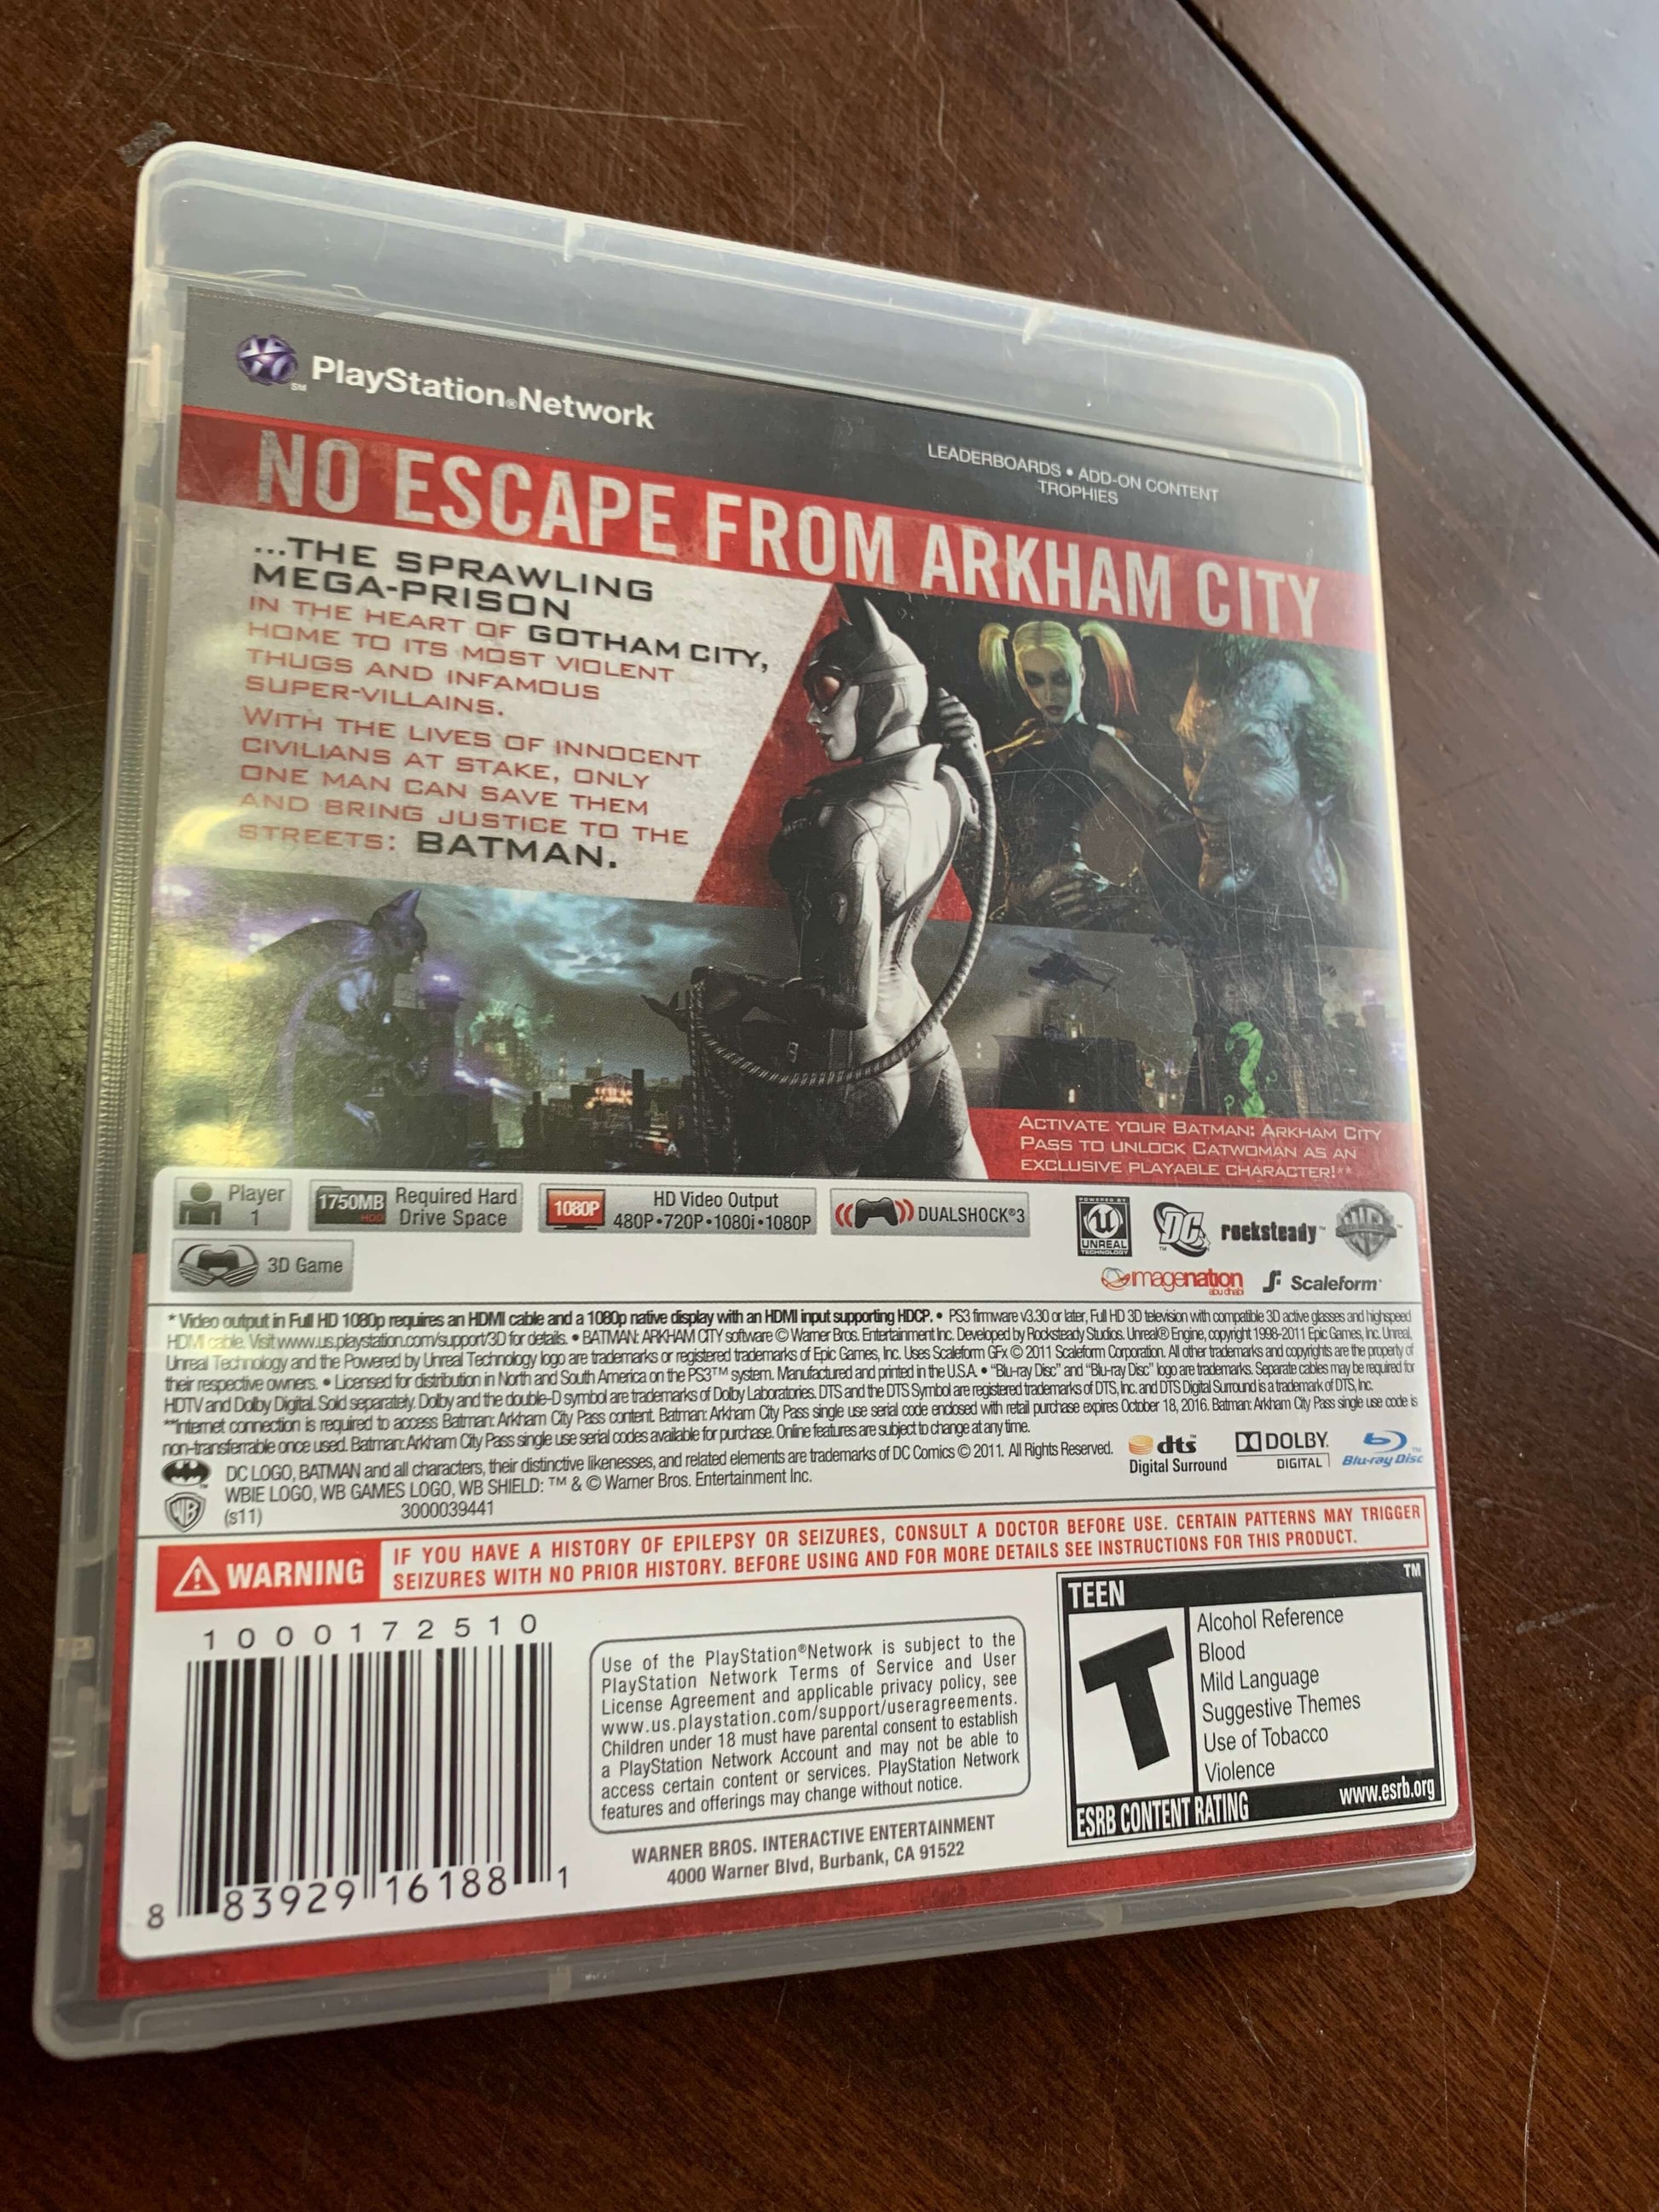 PlayStation®Network
SM
LEADERBOARDS • ADD-ON CONTENT
TROPHIES
NO ESCAPE FROM ARKHAM CITY
...THE SPRAWLING
MEGA-PRISON
IN THE HEART OF GOTHAM CITY,
HOME TO ITS MOST VIOLENT
THUGS AND INFAMOUS
SUPER-VILLAINS.
WITH THE LIVES OF INNOCENT
CIVILIANS AT STAKE, ONLY
ONE MAN CAN SAVE THEM
AND BRING JUSTICE TO THE
STREETS: BATMAN.
ACTIVATE YOUR BATMAN: ARKHAM CITY
PASS TO UNLOCK CATWOMAN AS AN
EXCLUSIVE PLAYABLE CHARACTER!**
Player
1
1750MB
HDD
Required Hard
Drive Space
1080P
HD Video Output
480P•720P•1080i•1080P
DUALSHOCK®3
POWERED BY
UNREAL
TECHNOLOGY
DC
TM
rocksteady™
WB
3D Game
imagenation
abu dhabi
Scaleform
* Video output in Full HD 1080p requires an HDMI cable and a 1080p native display with an HDMI input supporting HDCP. • PS3 firmware v3.30 or later, Full HD 3D television with compatible 3D active glasses and highspeed
HDMI cable. Visit www.us.playstation.com/support/3D for details. • BATMAN: ARKHAM CITY software © Warner Bros. Entertainment Inc. Developed by Rocksteady Studios. Unreal® Engine, copyright 1998-2011 Epic Games, Inc. Unreal,
Unreal Technology and the Powered by Unreal Technology logo are trademarks or registered trademarks of Epic Games, Inc. Uses Scaleform GFx © 2011 Scaleform Corporation. All other trademarks and copyrights are the property of
their respective owners. • Licensed for distribution in North and South America on the PS3™ system. Manufactured and printed in the U.S.A. • "Blu-ray Disc" and "Blu-ray Disc" logo are trademarks. Separate cables may be required for
HDTV and Dolby Digital. Sold separately. Dolby and the double-D symbol are trademarks of Dolby Laboratories. DTS and the DTS Symbol are registered trademarks of DTS, Inc. and DTS Digital Surround is a trademark of DTS, Inc.
**Internet connection is required to access Batman: Arkham City Pass content. Batman: Arkham City Pass single use serial code enclosed with retail purchase expires October 18, 2016. Batman: Arkham City Pass single use code is
non-transferrable once used. Batman: Arkham City Pass single use serial codes available for purchase. Online features are subject to change at any time.
DC LOGO, BATMAN and all characters, their distinctive likenesses, and related elements are trademarks of DC Comics © 2011. All Rights Reserved.
WBIE LOGO, WB GAMES LOGO, WB SHIELD: ™ & © Warner Bros. Entertainment Inc.
(s11) 3000039441
WB
dts™
Digital Surround
DOLBY.
DIGITAL
Blu-ray Disc™
WARNING
IF YOU HAVE A HISTORY OF EPILEPSY OR SEIZURES, CONSULT A DOCTOR BEFORE USE. CERTAIN PATTERNS MAY TRIGGER
SEIZURES WITH NO PRIOR HISTORY. BEFORE USING AND FOR MORE DETAILS SEE INSTRUCTIONS FOR THIS PRODUCT.
1000172510
8 83929 16188 1
Use of the PlayStation®Network is subject to the
PlayStation Network Terms of Service and User
License Agreement and applicable privacy policy, see
www.us.playstation.com/support/useragreements.
Children under 18 must have parental consent to establish
a PlayStation Network Account and may not be able to
access certain content or services. PlayStation Network
features and offerings may change without notice.
WARNER BROS. INTERACTIVE ENTERTAINMENT
4000 Warner Blvd, Burbank, CA 91522
TEEN
TM
T
Alcohol Reference
Blood
Mild Language
Suggestive Themes
Use of Tobacco
Violence
ESRB CONTENT RATING
www.esrb.org